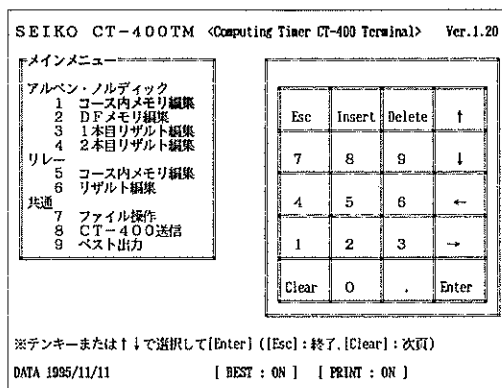 SEIKO CT-400TM <Computing Timer CT-400 Terminal> Ver.1.20
メインメニュー
アルペン・ノルディック
1 コース内メモリ編集
2 DFメモリ編集
3 1本目リザルト編集
4 2本目リザルト編集
リレー
5 コース内メモリ編集
6 リザルト編集
共通
7 ファイル操作
8 CT-400送信
9 ベスト出力
Esc Insert Delete ↑
7 8 9 ↓
4 5 6 ←
1 2 3 →
Clear 0 . Enter
※テンキーまたは↑↓で選択して[Enter] ([Esc]:終了,[Clear]:次頁)
DATA 1995/11/11 [ BEST : ON ] [ PRINT : ON ]